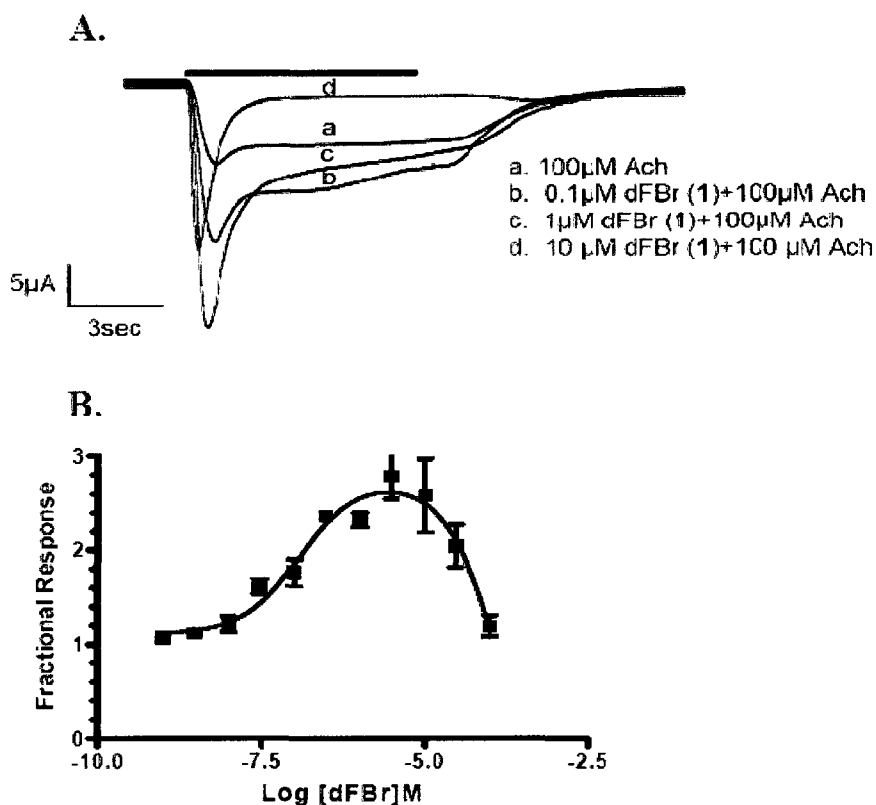 A.
d
a
c
b
a. 100µM Ach
b. 0.1µM dFBr (1)+100µM Ach
c. 1µM dFBr (1)+100µM Ach
d. 10 µM dFBr (1)+100 µM Ach
5µA
3sec
B.
3
2
1
0
Fractional Response
-10.0 -7.5 -5.0 -2.5
Log [dFBr]M